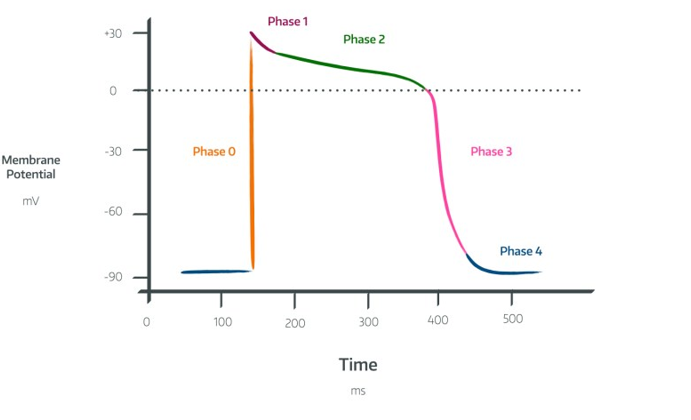 Phase 1
+30
Phase 2
0
-30
Phase 0
Phase 3
Membrane
Potential
mV
-60
Phase 4
-90
0
100
200
300
400
500
Time
ms